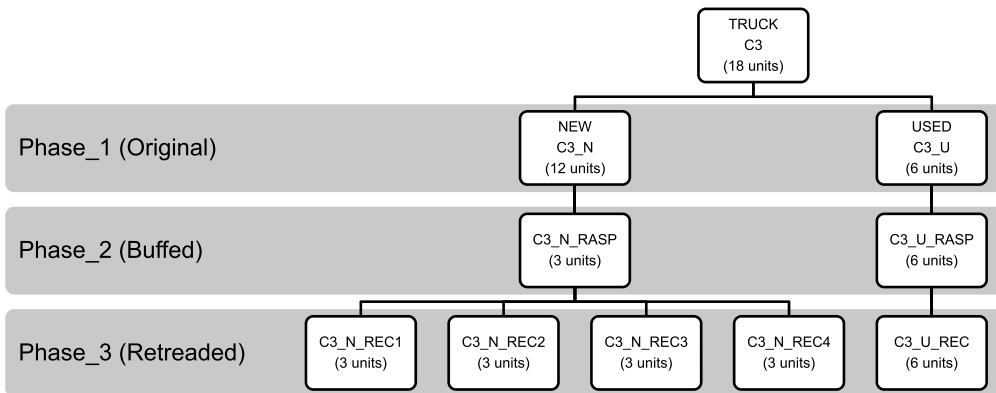 TRUCK
C3
(18 units)
Phase_1 (Original)
NEW
C3_N
(12 units)
USED
C3_U
(6 units)
Phase_2 (Buffed)
C3_N_RASP
(3 units)
C3_U_RASP
(6 units)
Phase_3 (Retreaded)
C3_N_REC1
(3 units)
C3_N_REC2
(3 units)
C3_N_REC3
(3 units)
C3_N_REC4
(3 units)
C3_U_REC
(6 units)